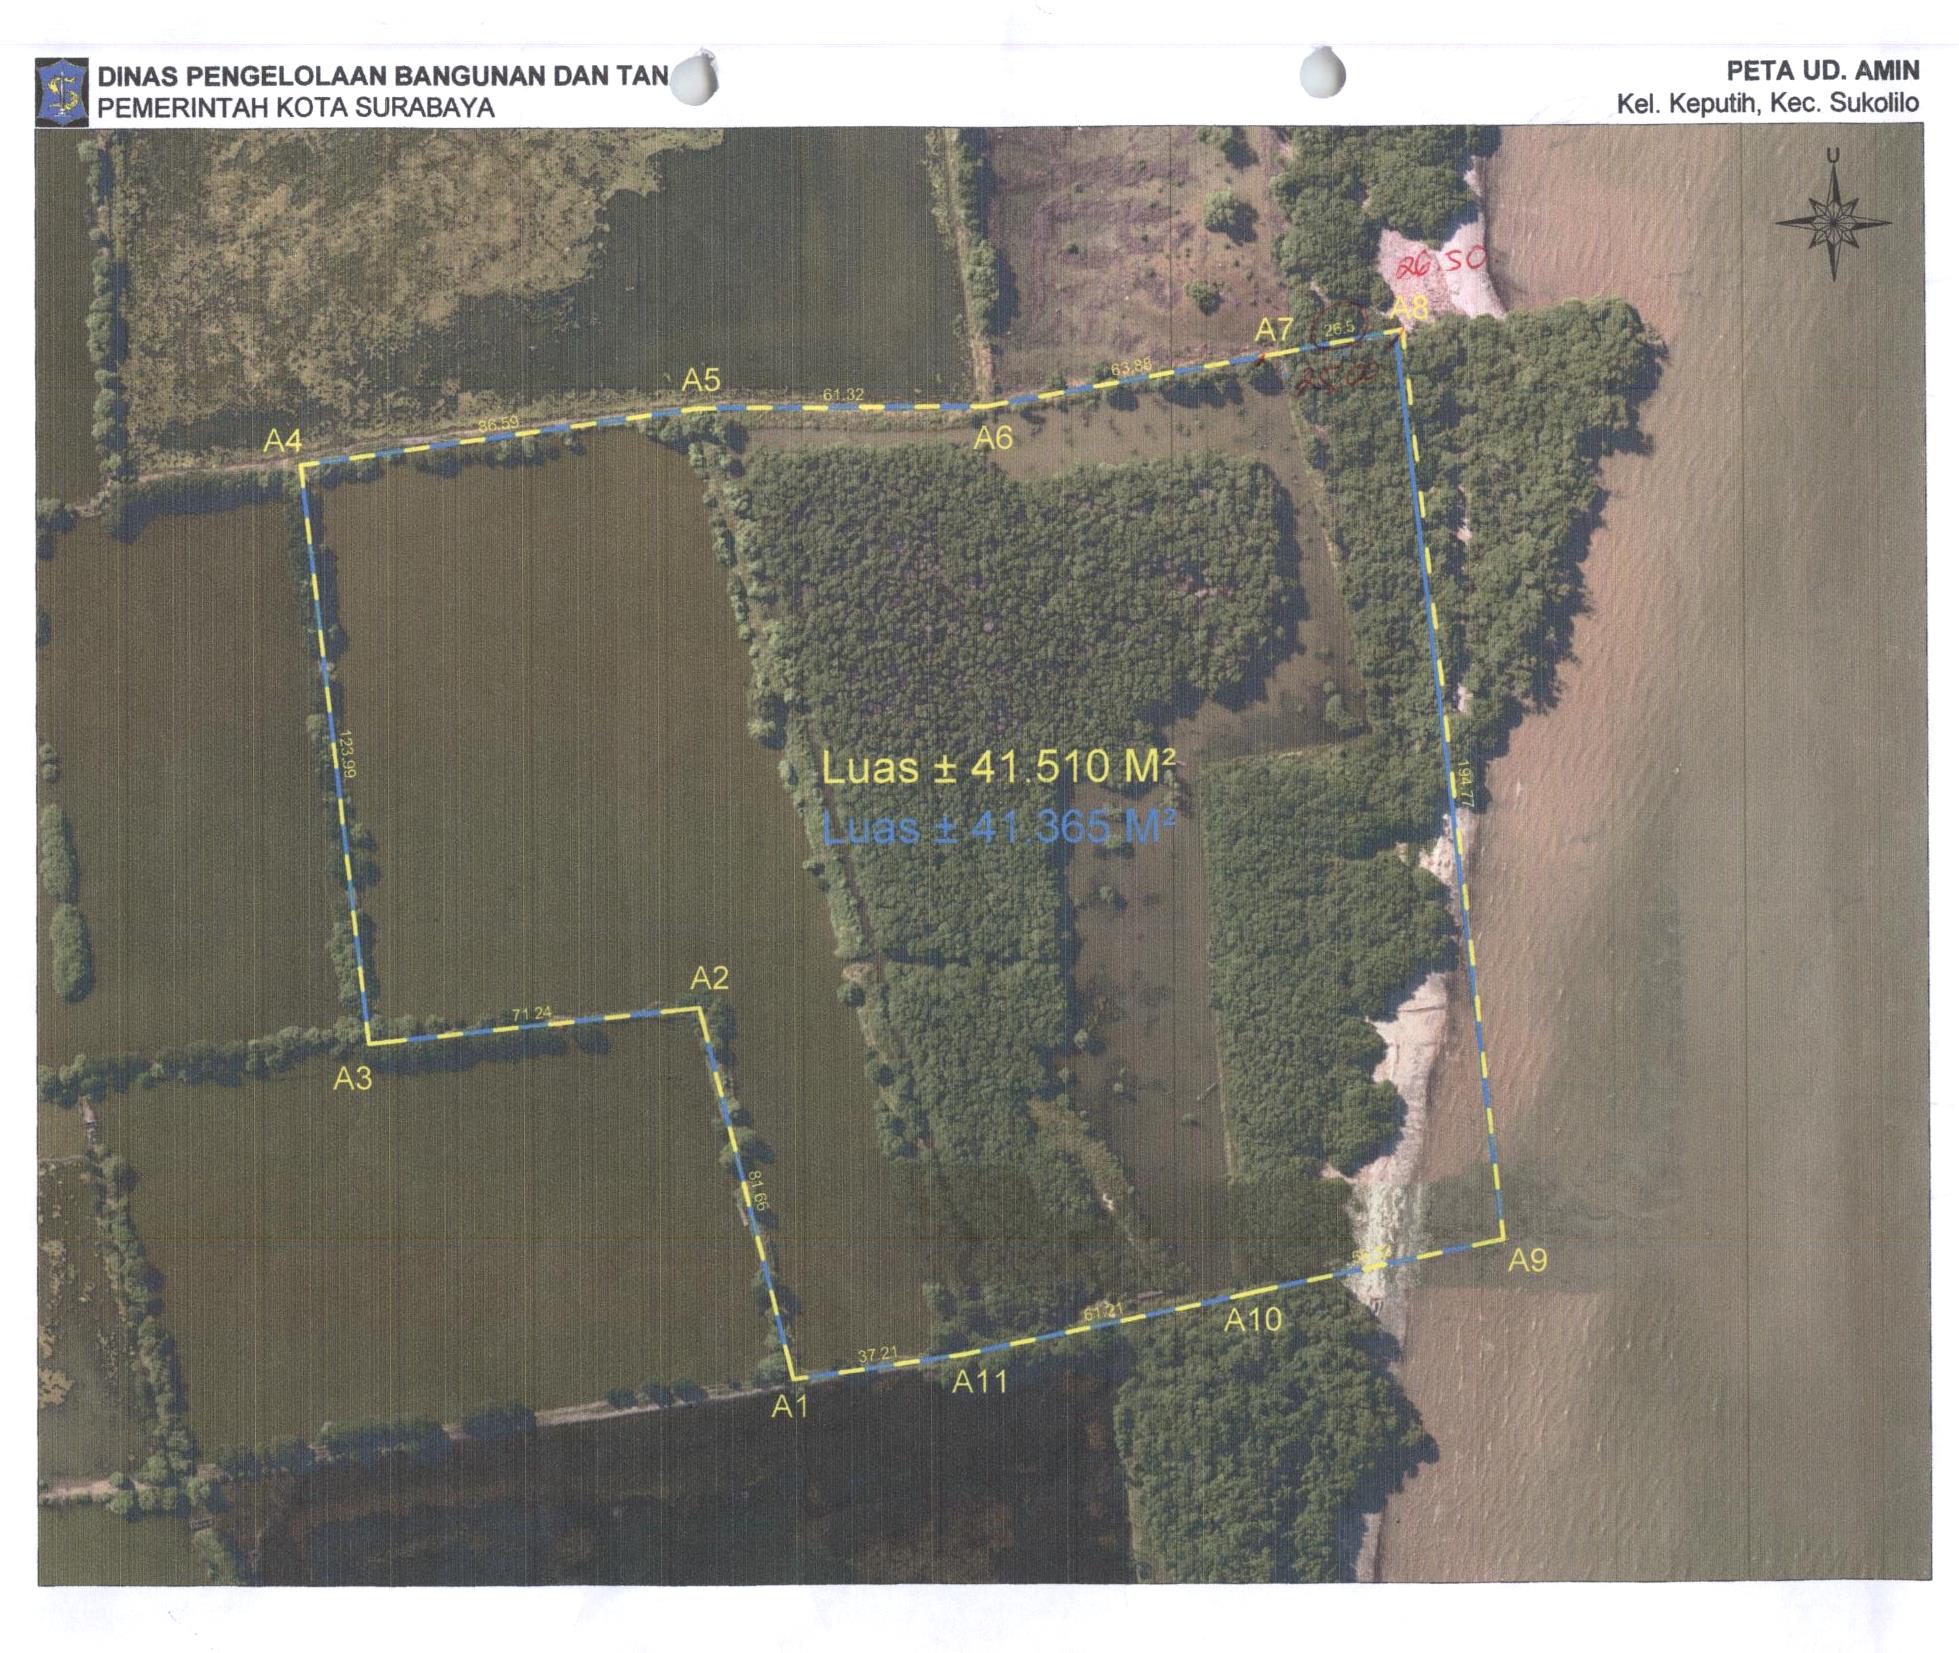 DINAS PENGELOLAAN BANGUNAN DAN TAN
PEMERINTAH KOTA SURABAYA
PETA UD. AMIN
Kel. Keputih, Kec. Sukolilo
U
26.50
A8
A7
26.5
63.85
A5
61.32
A6
86.59
A4
123.99
Luas ± 41.510 M²
Luas ± 41.365 M²
194.77
A2
71.24
A3
81.66
A9
A10
61.21
37.21
A11
A1